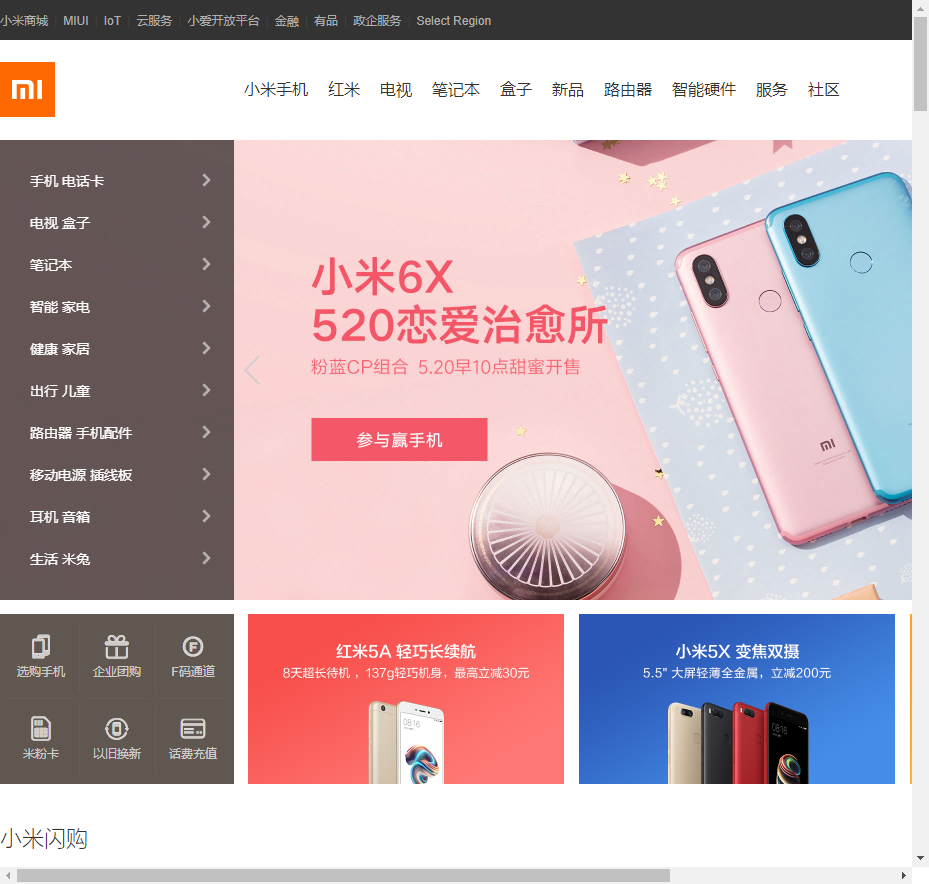 小米商城 MIUI IoT 云服务 小爱开放平台 金融 有品 政企服务 Select Region
小米手机 红米 电视 笔记本 盒子 新品 路由器 智能硬件 服务 社区
手机 电话卡
电视 盒子
笔记本
智能 家电
健康 家居
出行 儿童
路由器 手机配件
移动电源 插线板
耳机 音箱
生活 米兔
小米6X
520恋爱治愈所
粉蓝CP组合 5.20早10点甜蜜开售
参与赢手机
选购手机 企业团购 F码通道
米粉卡 以旧换新 话费充值
红米5A 轻巧长续航
8天超长待机 ，137g轻巧机身，最高立减30元
08:16
小米5X 变焦双摄
5.5" 大屏轻薄全金属，立减200元
08:16
小米闪购